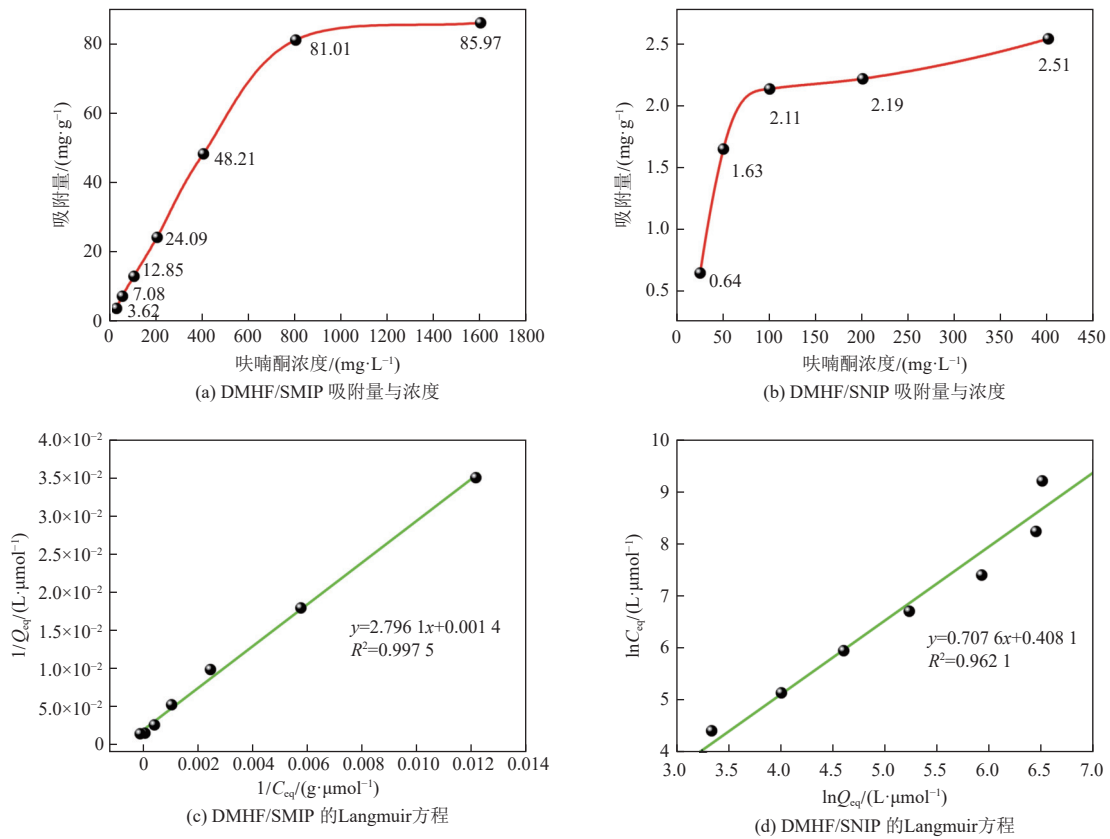 80
60
40
20
0
吸附量/(mg·g⁻¹)
81.01
85.97
48.21
24.09
12.85
7.08
3.62
0 200 400 600 800 1000 1200 1400 1600 1800
呋喃酮浓度/(mg·L⁻¹)
(a) DMHF/SMIP 吸附量与浓度
2.5
2.0
1.5
1.0
0.5
吸附量/(mg·g⁻¹)
2.51
2.19
2.11
1.63
0.64
0 50 100 150 200 250 300 350 400 450
呋喃酮浓度/(mg·L⁻¹)
(b) DMHF/SNIP 吸附量与浓度
4.0×10⁻²
3.5×10⁻²
3.0×10⁻²
2.0×10⁻²
1.5×10⁻²
1.0×10⁻²
5.0×10⁻²
0
1/Qeq/(L·μmol⁻¹)
y=2.796 1x+0.001 4
R²=0.997 5
0 0.002 0.004 0.006 0.008 0.010 0.012 0.014
1/Ceq/(g·μmol⁻¹)
(c) DMHF/SMIP 的Langmuir方程
10
9
8
7
6
5
4
lnCeq/(L·μmol⁻¹)
y=0.707 6x+0.408 1
R²=0.962 1
3.0 3.5 4.0 4.5 5.0 5.5 6.0 6.5 7.0
lnQeq/(L·μmol⁻¹)
(d) DMHF/SNIP 的Langmuir方程